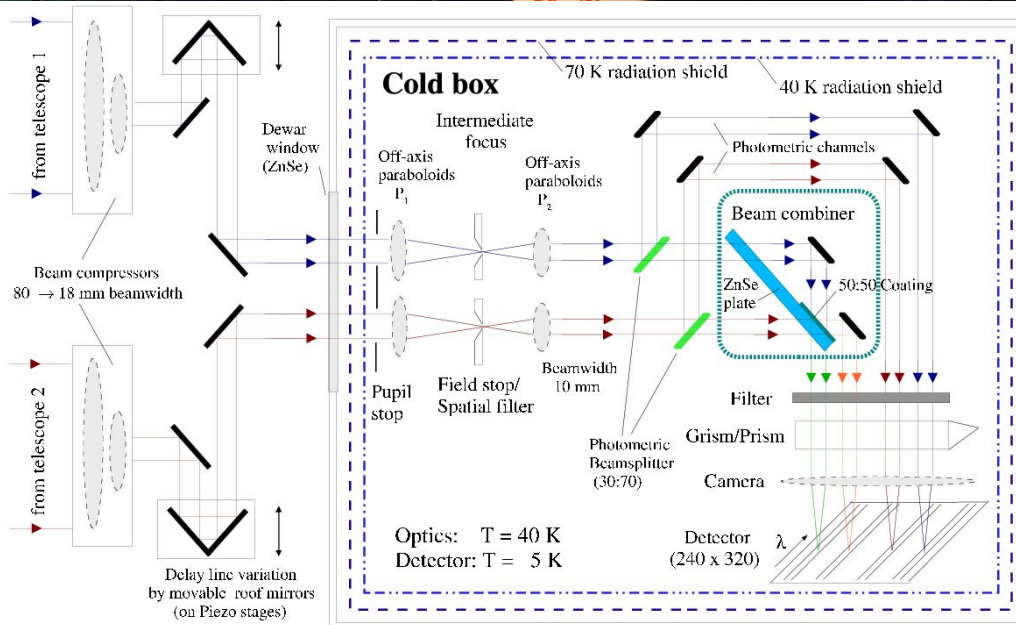 from telescope 1
Beam compressors
80 → 18 mm beamwidth
from telescope 2
Delay line variation
by movable roof mirrors
(on Piezo stages)
Dewar
window
(ZnSe)
70 K radiation shield
40 K radiation shield
Cold box
Intermediate
focus
Off-axis
paraboloids
P1
Off-axis
paraboloids
P2
Photometric channels
Beam combiner
ZnSe
plate
50:50 Coating
Pupil
stop
Field stop/
Spatial filter
Beamwidth
10 mm
Photometric
Beamsplitter
(30:70)
Filter
Grism/Prism
Camera
Detector
(240 x 320)
λ
Optics: T = 40 K
Detector: T = 5 K